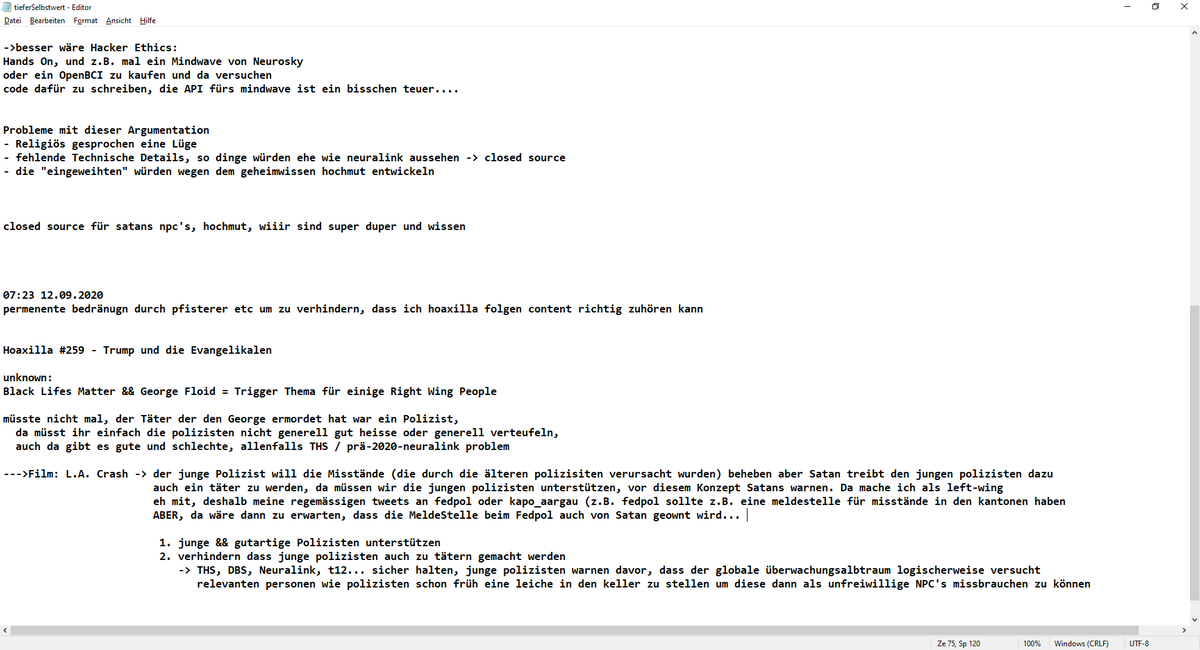 tieferSelbstwert - Editor
Datei Bearbeiten Format Ansicht Hilfe
->besser wäre Hacker Ethics:
Hands On, und z.B. mal ein Mindwave von Neurosky
oder ein OpenBCI zu kaufen und da versuchen
code dafür zu schreiben, die API fürs mindwave ist ein bisschen teuer....
Probleme mit dieser Argumentation
- Religiös gesprochen eine Lüge
- fehlende Technische Details, so dinge würden ehe wie neuralink aussehen -> closed source
- die "eingeweihten" würden wegen dem geheimwissen hochmut entwickeln
closed source für satans npc's, hochmut, wiiir sind super duper und wissen
07:23 12.09.2020
permenente bedränugn durch pfisterer etc um zu verhindern, dass ich hoaxilla folgen content richtig zuhören kann
Hoaxilla #259 - Trump und die Evangelikalen
unknown:
Black Lifes Matter && George Floid = Trigger Thema für einige Right Wing People
müsste nicht mal, der Täter der den George ermordet hat war ein Polizist,
da müsst ihr einfach die polizisten nicht generell gut heisse oder generell verteufeln,
auch da gibt es gute und schlechte, allenfalls THS / prä-2020-neuralink problem
--->Film: L.A. Crash -> der junge Polizist will die Misstände (die durch die älteren polizisiten verursacht wurden) beheben aber Satan treibt den jungen polizisten dazu
auch ein täter zu werden, da müssen wir die jungen polizisten unterstützen, vor diesem Konzept Satans warnen. Da mache ich als left-wing
eh mit, deshalb meine regemässigen tweets an fedpol oder kapo_aargau (z.B. fedpol sollte z.B. eine meldestelle für misstände in den kantonen haben
ABER, da wäre dann zu erwarten, dass die MeldeStelle beim Fedpol auch von Satan geownt wird...
1. junge && gutartige Polizisten unterstützen
2. verhindern dass junge polizisten auch zu tätern gemacht werden
-> THS, DBS, Neuralink, t12... sicher halten, junge polizisten warnen davor, dass der globale überwachungsalbtraum logischerweise versucht
relevanten personen wie polizisten schon früh eine leiche in den keller zu stellen um diese dann als unfreiwillige NPC's missbrauchen zu können
Ze 75, Sp 120 100% Windows (CRLF) UTF-8